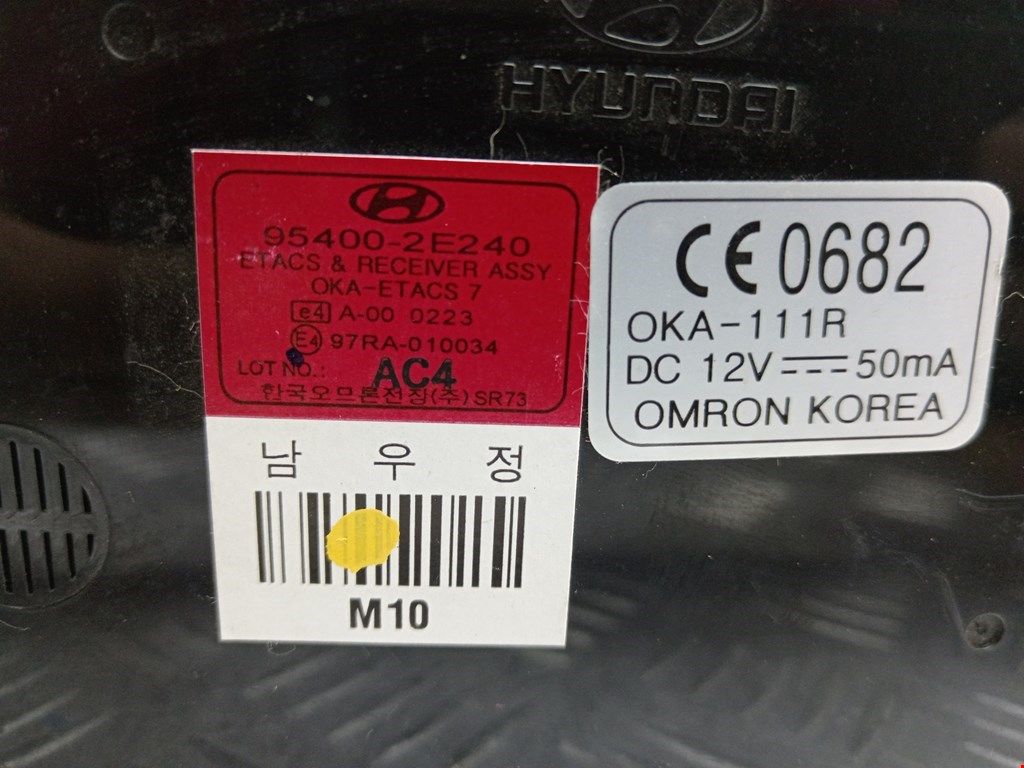 HYUNDAI
95400-2E240
ETACS & RECEIVER ASSY
OKA-ETACS 7
e4 A-00 0223
E4 97RA-010034
LOT NO.: AC4
한국오므론전장(주) SR73
남 우 정
M10
CE 0682
OKA-111R
DC 12V 50mA
OMRON KOREA